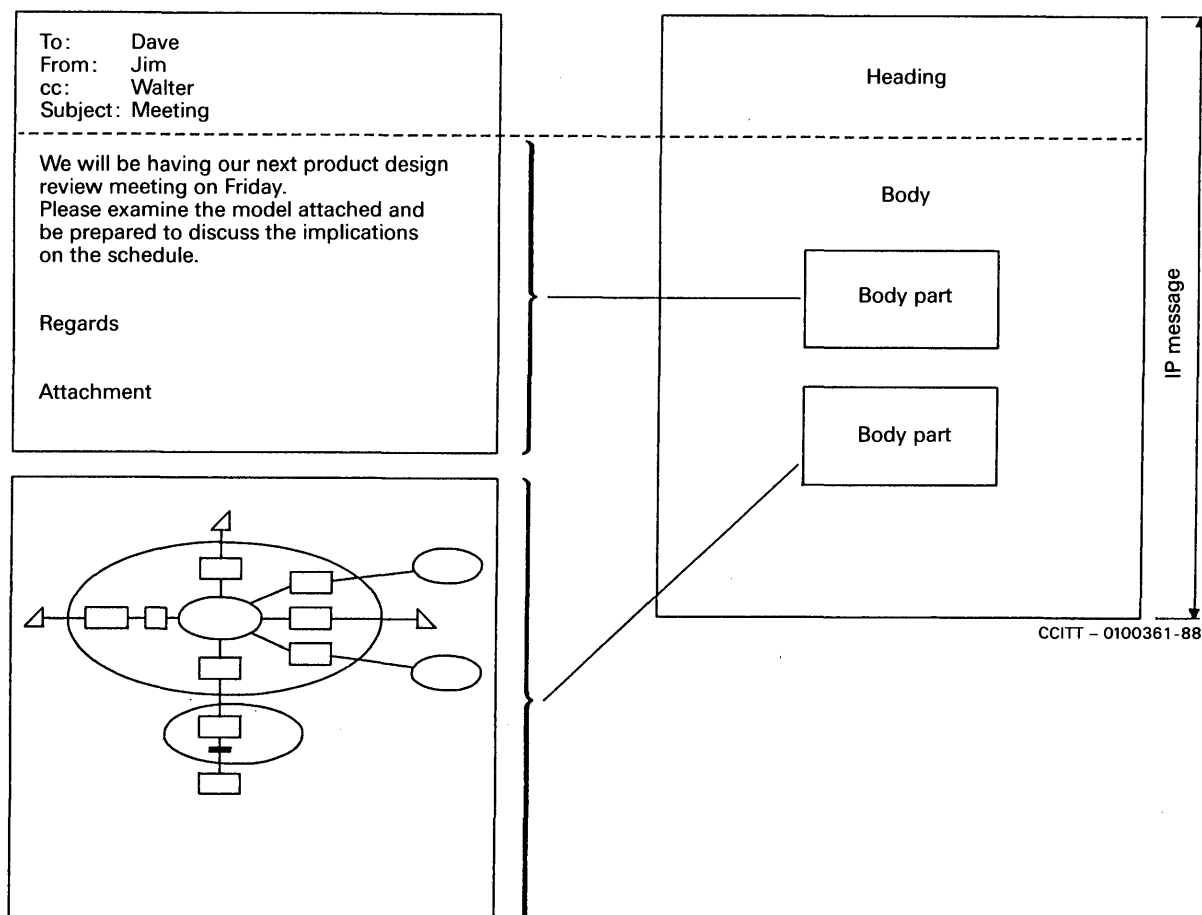 To: Dave
From: Jim
cc: Walter
Subject: Meeting
We will be having our next product design
review meeting on Friday.
Please examine the model attached and
be prepared to discuss the implications
on the schedule.
Regards
Attachment
Heading
Body
Body part
Body part
IP message
CCITT – 0100361-88